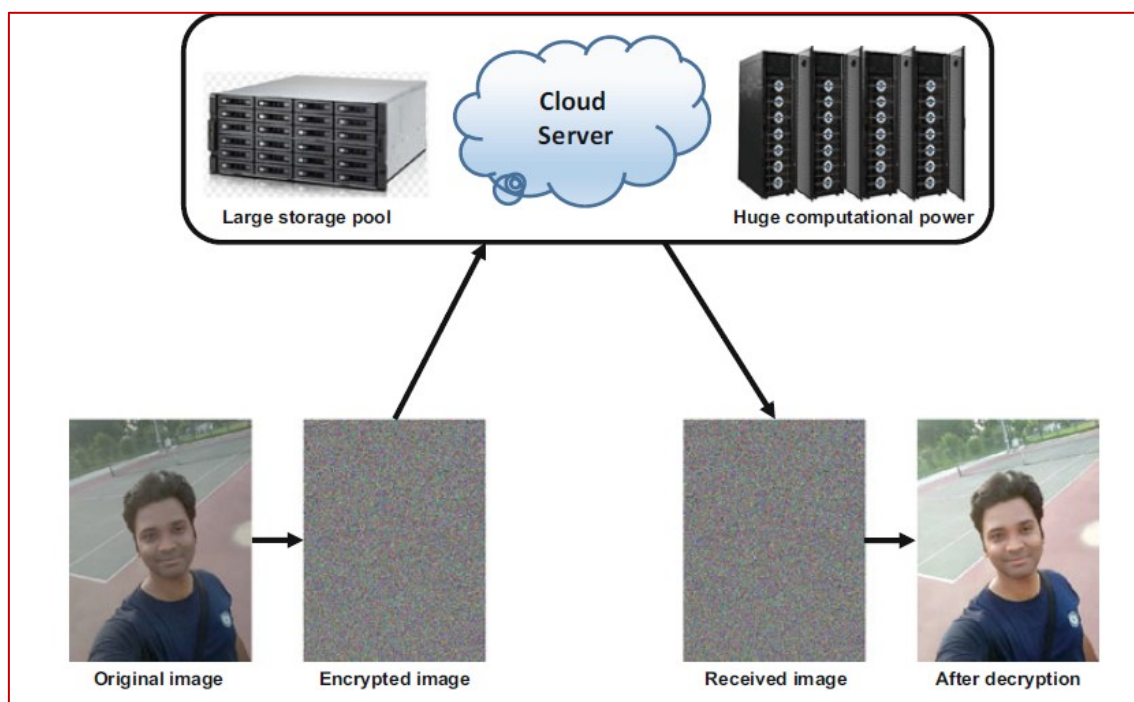 Cloud
Server
Large storage pool
Huge computational power
Original image
Encrypted image
Received image
After decryption